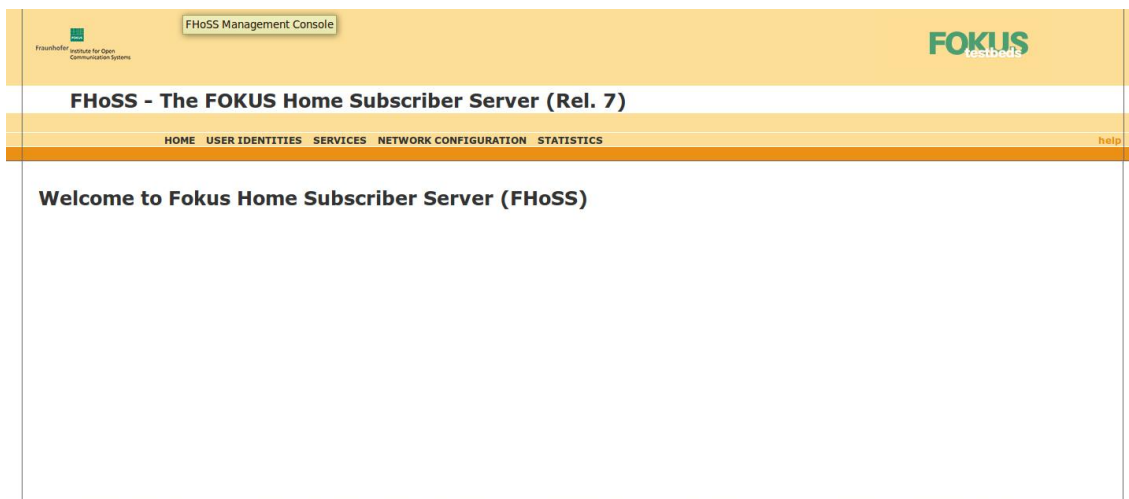 FHoSS Management Console
FOKUS
Fraunhofer Institute for Open
Communication Systems
FOKUS
testbeds
FHoSS - The FOKUS Home Subscriber Server (Rel. 7)
HOME USER IDENTITIES SERVICES NETWORK CONFIGURATION STATISTICS help
Welcome to Fokus Home Subscriber Server (FHoSS)